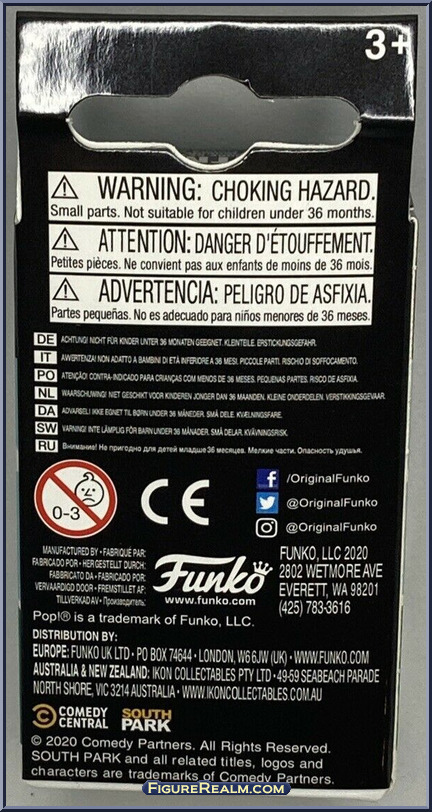 3+
WARNING: CHOKING HAZARD.
Small parts. Not suitable for children under 36 months.
ATTENTION: DANGER D'ÉTOUFFEMENT.
Petites pièces. Ne convient pas aux enfants de moins de 36 mois.
ADVERTENCIA: PELIGRO DE ASFIXIA.
Partes pequeñas. No es adecuado para niños menores de 36 meses.
DE ACHTUNG! NICHT FÜR KINDER UNTER 36 MONATEN GEEIGNET. KLEINTEILE. ERSTICKUNGSGEFAHR.
IT AVVERTENZA! NON ADATTO A BAMBINI DI ETÀ INFERIORE A 36 MESI. PICCOLE PARTI. RISCHIO DI SOFFOCAMENTO.
PO ATENÇÃO! CONTRA-INDICADO PARA CRIANÇAS COM MENOS DE 36 MESES. PEQUENAS PARTES. RISCO DE ASFIXIA.
NL WAARSCHUWING! NIET GESCHIKT VOOR KINDEREN JONGER DAN 36 MAANDEN. KLEINE ONDERDELEN. VERSTIKKINGSGEVAAR.
DA ADVARSEL! IKKE EGNET TIL BØRN UNDER 36 MÅNEDER. SMÅ DELE. KVÆLNINGSFARE.
SW VARNING! INTE LÄMPLIG FÖR BARN UNDER 36 MÅNADER. SMÅ DELAR. KVÄVNINGSRISK.
RU Внимание! Не пригодно для детей младше 36 месяцев. Мелкие части. Опасность удушья.
0-3
CE
/OriginalFunko
@OriginalFunko
@OriginalFunko
MANUFACTURED BY • FABRIQUÉ PAR:
FABRICADO POR • HERGESTELLT DURCH:
FABBRICATO DA • FABRICADO POR:
VERVAARDIGD DOOR • FREMSTILLET AF:
TILLVERKAD AV • Производитель:
Funko
www.funko.com
FUNKO, LLC 2020
2802 WETMORE AVE
EVERETT, WA 98201
(425) 783-3616
Pop!® is a trademark of Funko, LLC.
DISTRIBUTION BY:
EUROPE: FUNKO UK LTD • PO BOX 74644 • LONDON, W6 6JW (UK) • WWW.FUNKO.COM
AUSTRALIA & NEW ZEALAND: IKON COLLECTABLES PTY LTD • 49-59 SEABEACH PARADE
NORTH SHORE, VIC 3214 AUSTRALIA • WWW.IKONCOLLECTABLES.COM.AU
COMEDY CENTRAL
SOUTH PARK
© 2020 Comedy Partners. All Rights Reserved.
SOUTH PARK and all related titles, logos and
characters are trademarks of Comedy Partners.
FIGUREREALM.COM